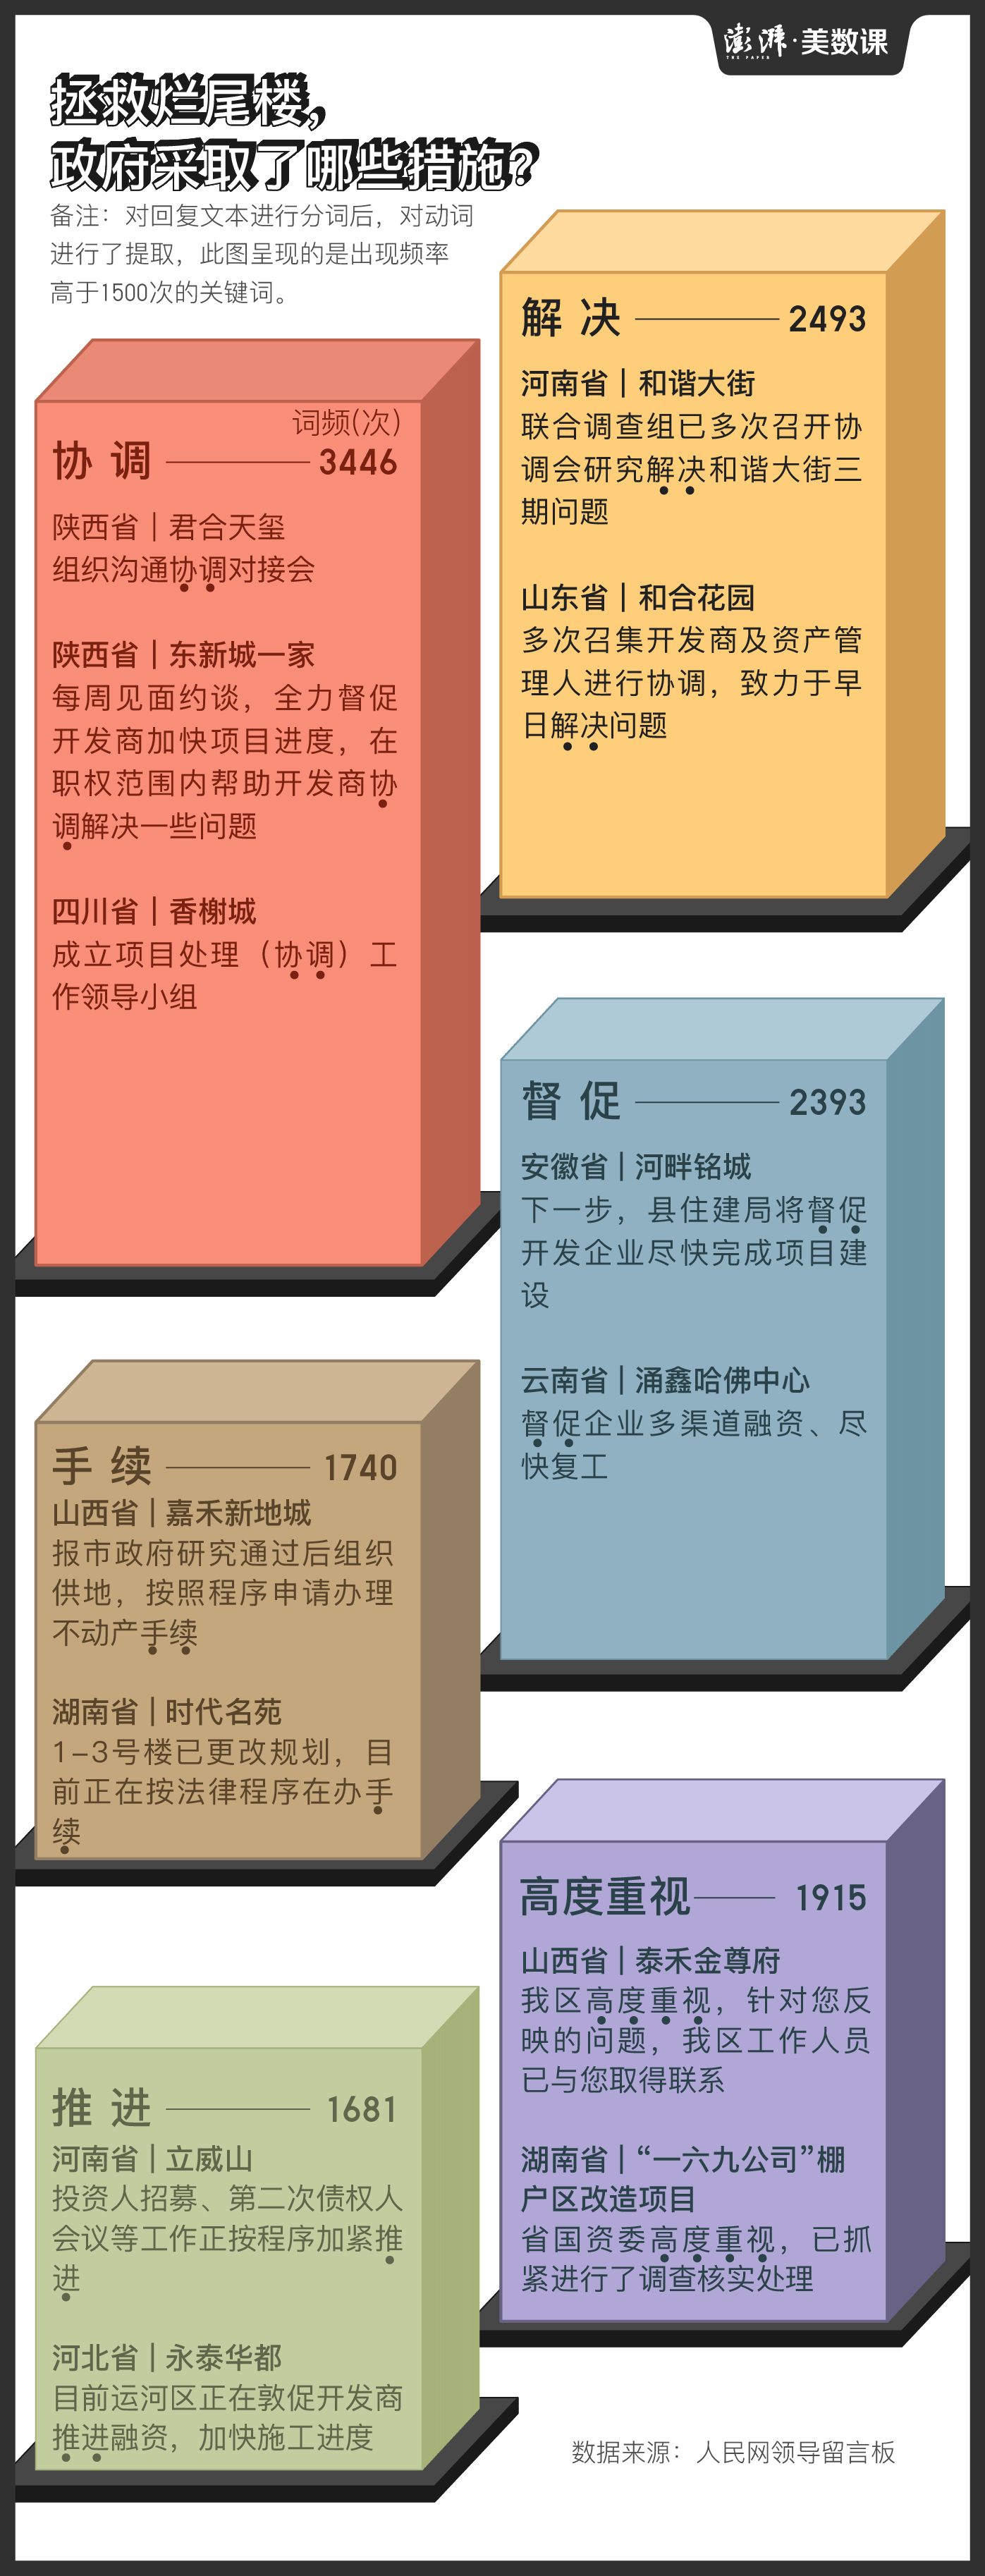 澎湃·美数课
THE PAPER
拯救烂尾楼，
政府采取了哪些措施？
备注：对回复文本进行分词后，对动词
进行了提取，此图呈现的是出现频率
高于1500次的关键词。
词频(次)
协调 3446
陕西省｜君合天玺
组织沟通协调对接会
陕西省｜东新城一家
每周见面约谈，全力督促
开发商加快项目进度，在
职权范围内帮助开发商协
调解决一些问题
四川省｜香榭城
成立项目处理（协调）工
作领导小组
解决 2493
河南省｜和谐大街
联合调查组已多次召开协
调会研究解决和谐大街三
期问题
山东省｜和合花园
多次召集开发商及资产管
理人进行协调，致力于早
日解决问题
督促 2393
安徽省｜河畔铭城
下一步，县住建局将督促
开发企业尽快完成项目建
设
云南省｜涌鑫哈佛中心
督促企业多渠道融资、尽
快复工
手续 1740
山西省｜嘉禾新地城
报市政府研究通过后组织
供地，按照程序申请办理
不动产手续
湖南省｜时代名苑
1-3号楼已更改规划，目
前正在按法律程序在办手
续
高度重视 1915
山西省｜泰禾金尊府
我区高度重视，针对您反
映的问题，我区工作人员
已与您取得联系
湖南省｜“一六九公司”棚
户区改造项目
省国资委高度重视，已抓
紧进行了调查核实处理
推进 1681
河南省｜立威山
投资人招募、第二次债权人
会议等工作正按程序加紧推
进
河北省｜永泰华都
目前运河区正在敦促开发商
推进融资，加快施工进度
数据来源：人民网领导留言板